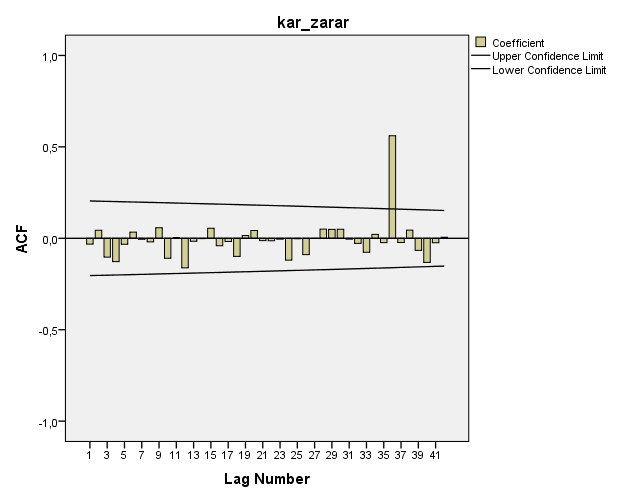 kar_zarar
Coefficient
Upper Confidence Limit
Lower Confidence Limit
1,0
0,5
0,0
-0,5
-1,0
ACF
1 3 5 7 9 11 13 15 17 19 21 23 25 27 29 31 33 35 37 39 41
Lag Number